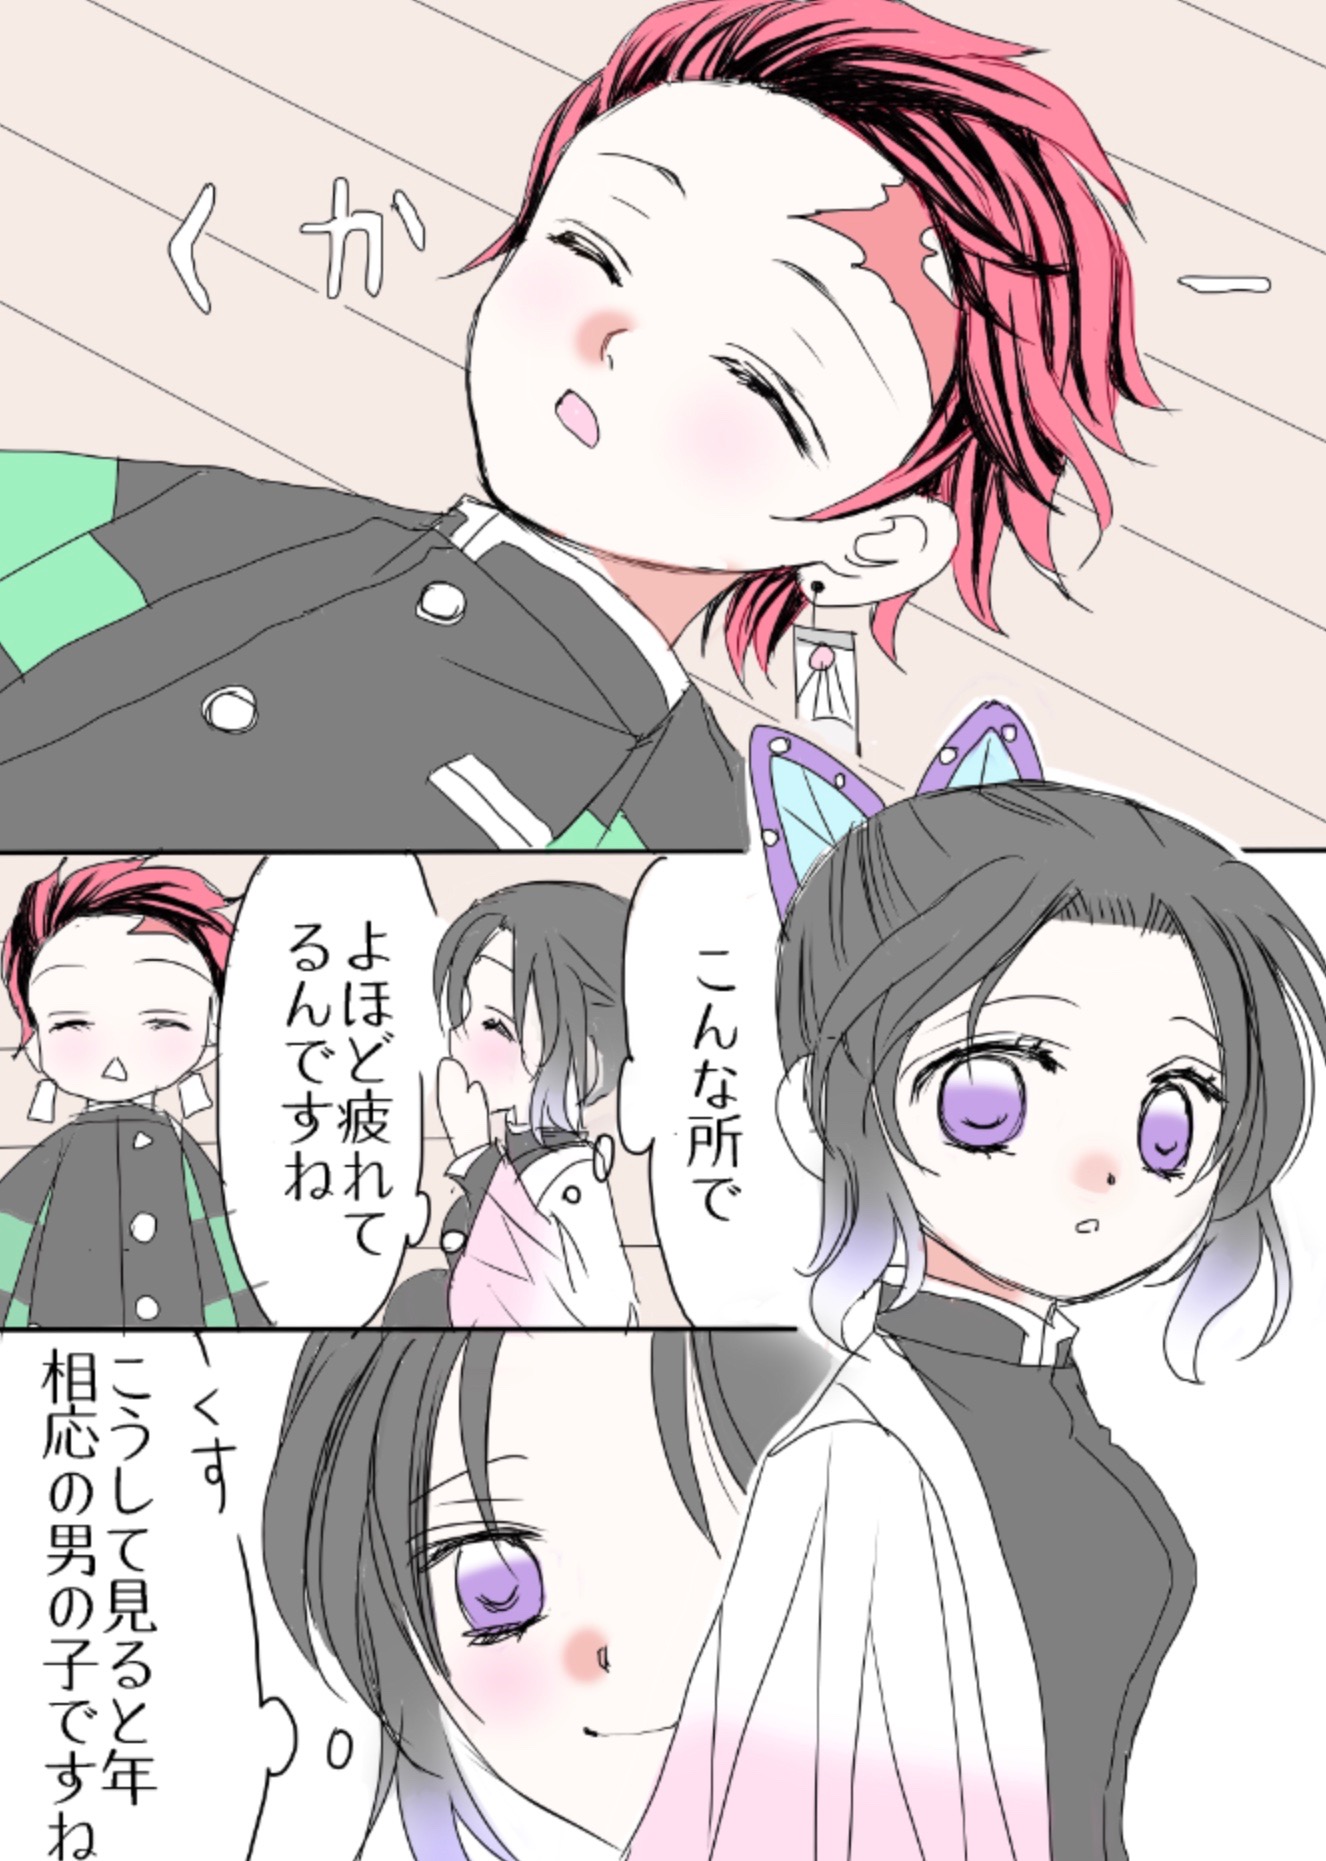 くかー
こんな所で
よほど疲れて
るんですね
くす
こうして見ると年
相応の男の子ですね